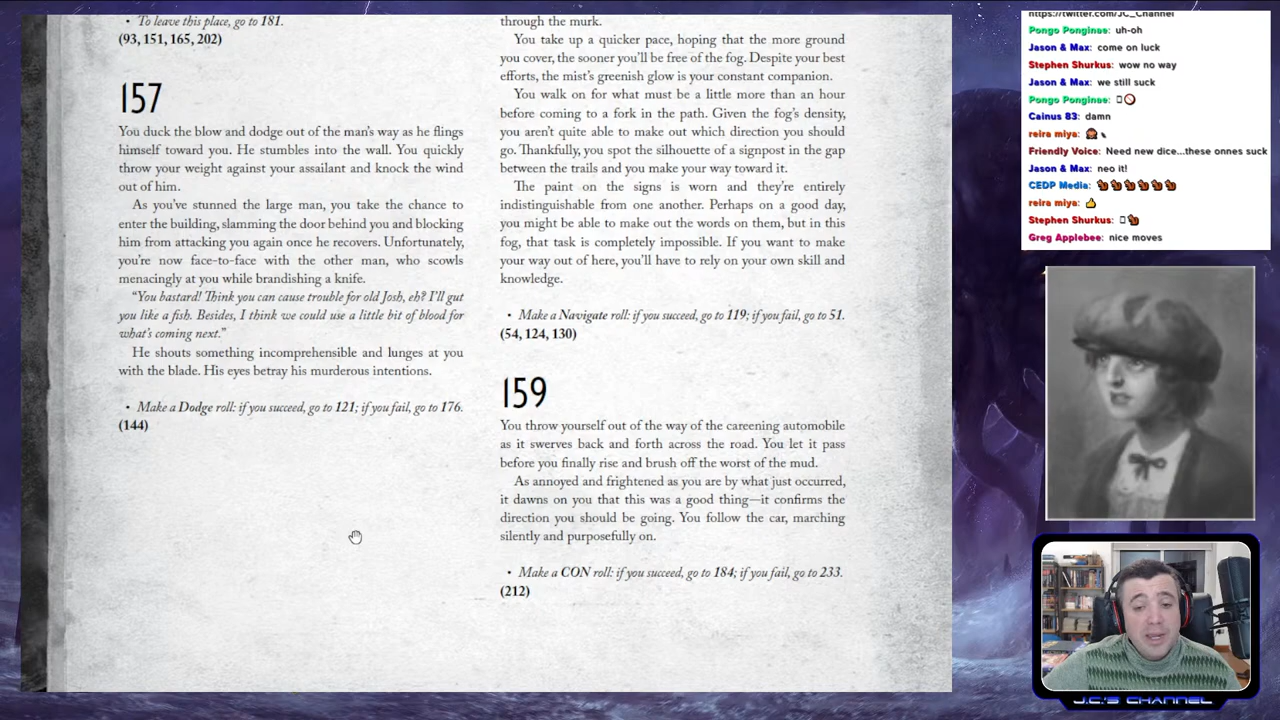 • To leave this place, go to 181.
(93, 151, 165, 202)
157
You duck the blow and dodge out of the man's way as he flings
himself toward you. He stumbles into a wall. You quickly
throw your weight against your assailant and knock the wind
out of him.
As you've stunned the large man, you take the chance to
enter the building, slamming the door behind you and blocking
him from attacking you again once he recovers. Unfortunately,
you're now face-to-face with the other man, who scowls
menacingly at you while brandishing a knife.
"You bastard! Think you can cause trouble for old Josh, eh? I'll gut
you like a fish. Besides, I think we could use a little bit of blood for
what's coming next."
He shouts something incomprehensible and lunges at you
with the blade. His eyes betray his murderous intentions.
• Make a Dodge roll: if you succeed, go to 121; if you fail, go to 176.
(144)
through the murk.
You take up a quicker pace, hoping that the more ground
you cover, the sooner you'll be free of the fog. Despite your best
efforts, the mist's greenish glow is your constant companion.
You walk on for what must be a little more than an hour
before coming to a fork in the path. Given the fog's density,
you aren't quite able to make out which direction you should
go. Thankfully, you spot the silhouette of a signpost in the gap
between the trails and you make your way toward it.
The paint on the signs is worn and they're entirely
indistinguishable from one another. Perhaps on a good day,
you might be able to make out the words on them, but in this
fog, that task is completely impossible. If you want to make
your way out of here, you'll have to rely on your own skill and
knowledge.
• Make a Navigate roll: if you succeed, go to 119; if you fail, go to 51.
(54, 124, 130)
159
You throw yourself out of the way of the careening automobile
as it swerves back and forth across the road. You let it pass
before you finally rise and brush off the worst of the mud.
As annoyed and frightened as you are by what just occurred,
it dawns on you that this was a good thing—it confirms the
direction you should be going. You follow the car, marching
silently and purposefully on.
• Make a CON roll: if you succeed, go to 184; if you fail, go to 233.
(212)
https://twitter.com/JC_Channel
Pongo Ponginae: uh-oh
Jason & Max: come on luck
Stephen Shurkus: wow no way
Jason & Max: we still suck
Pongo Ponginae:
Cainus 83: damn
reira miya:
Friendly Voice: Need new dice...these onnes suck
Jason & Max: neo it!
CEDP Media:
reira miya:
Stephen Shurkus:
Greg Applebee: nice moves
J.C.'S CHANNEL